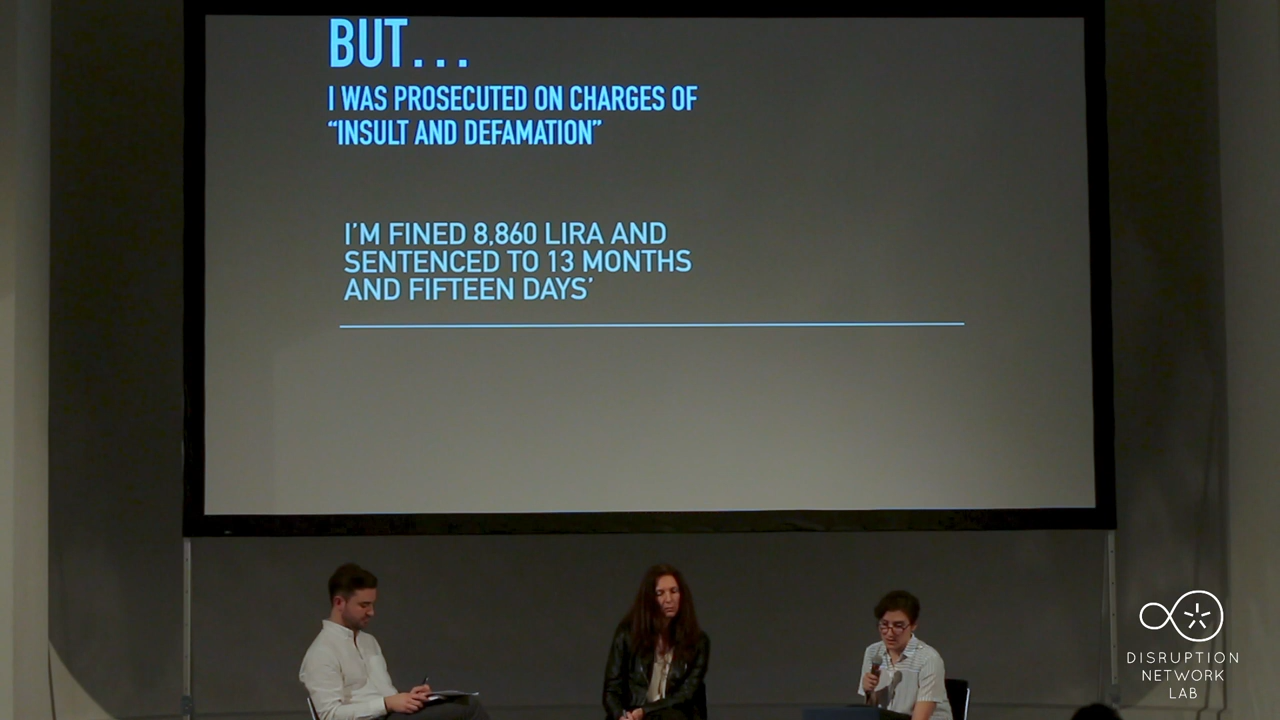 BUT...
I WAS PROSECUTED ON CHARGES OF
“INSULT AND DEFAMATION”
I’M FINED 8,860 LIRA AND
SENTENCED TO 13 MONTHS
AND FIFTEEN DAYS’
DISRUPTION
NETWORK
LAB